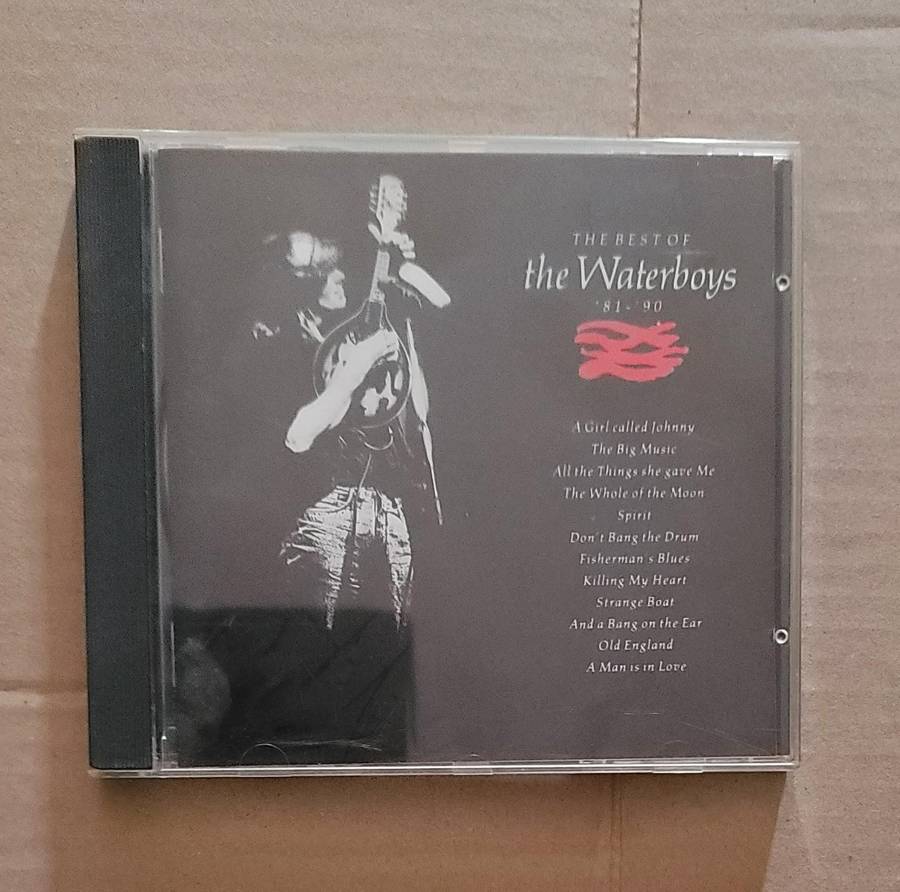 THE BEST OF
the Waterboys
'81-'90
A Girl called Johnny
The Big Music
All the Things she gave Me
The Whole of the Moon
Spirit
Don't Bang the Drum
Fisherman's Blues
Killing My Heart
Strange Boat
And a Bang on the Ear
Old England
A Man is in Love